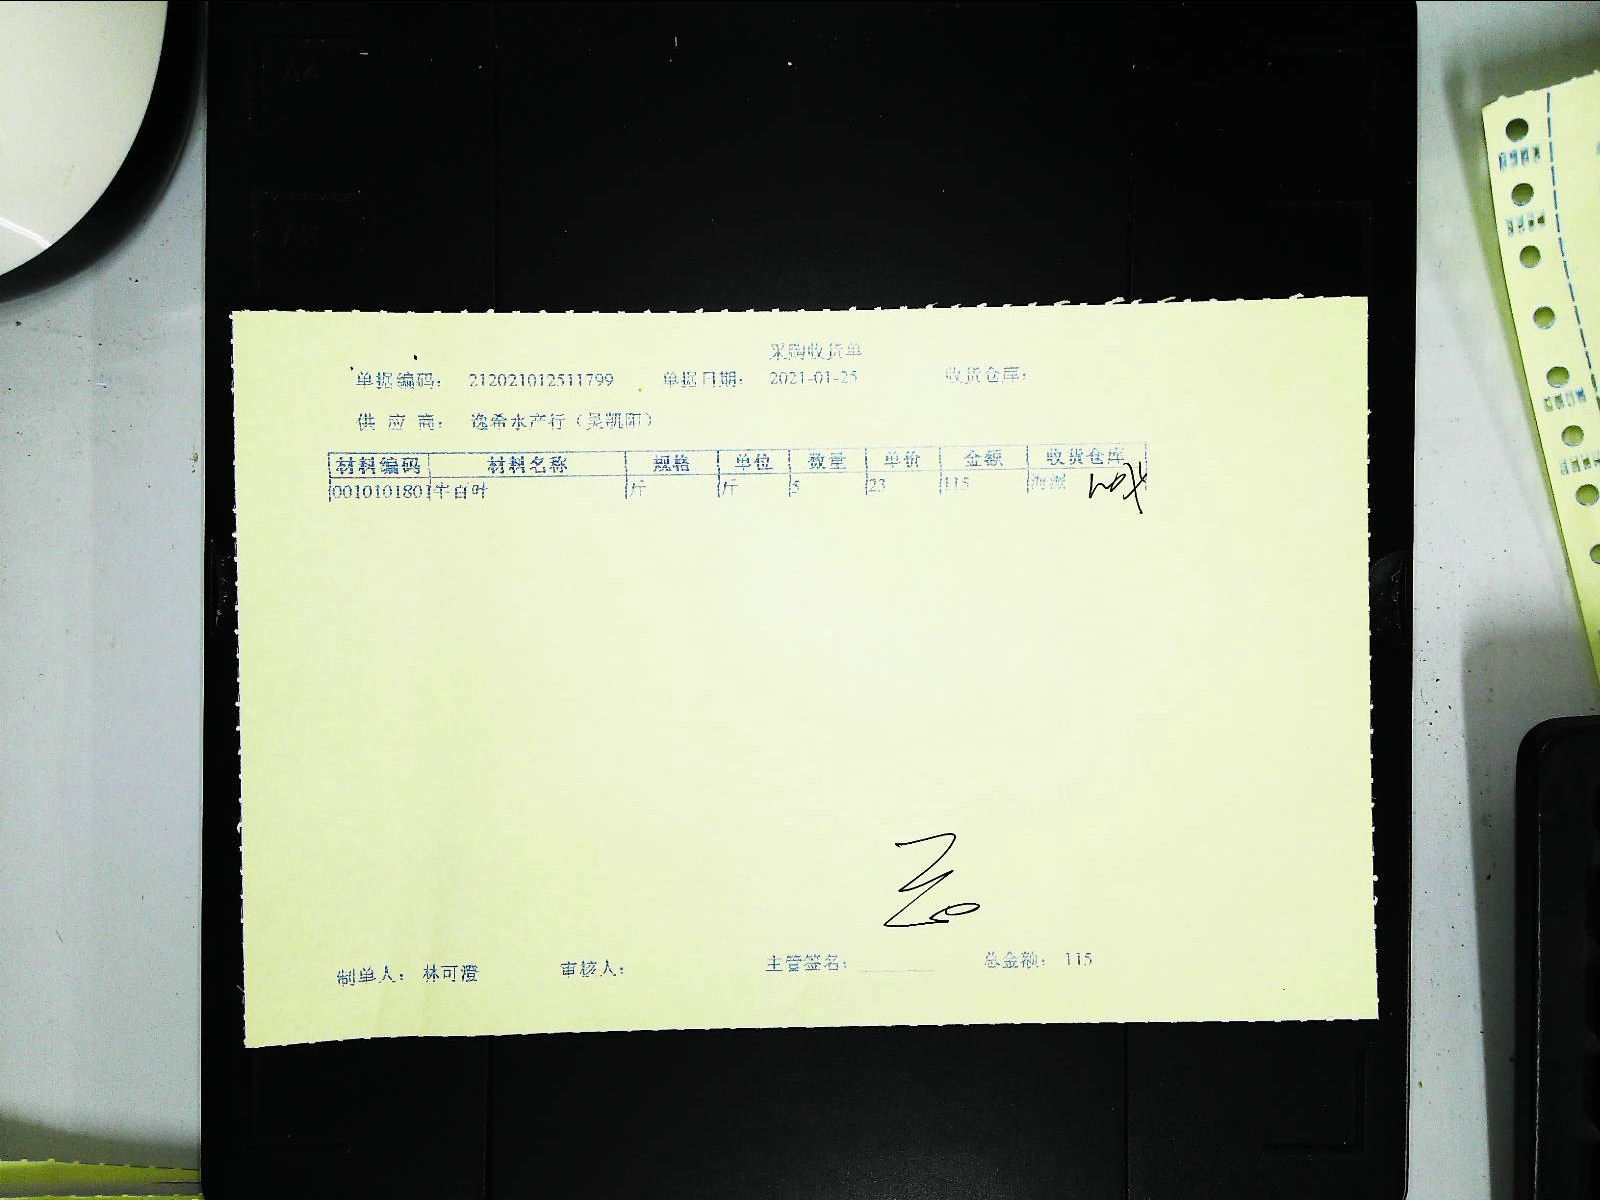 采购收货单
单据编码： 212021012511799 单据日期： 2021-01-25 收货仓库：
供 应 商： 逸希水产行（吴凯阳）
材料编码 材料名称 规格 单位 数量 单价 金额 收货仓库
0010101801 牛百叶 斤 斤 5 23 115
制单人： 林可澄 审核人： 主管签名： 总金额： 115